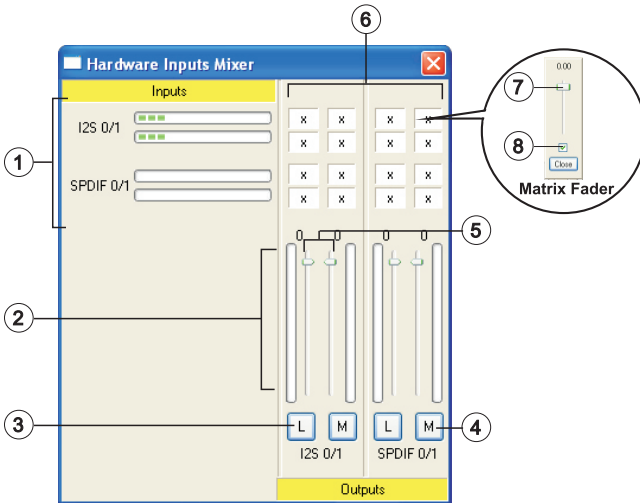 6
Hardware Inputs Mixer
Inputs
I2S 0/1
SPDIF 0/1
x x x x
x x x x
x x x x
x x x x
0.00
7
8
Close
Matrix Fader
1
0 0 0 0
5
2
3
L M L M
4
I2S 0/1 SPDIF 0/1
Outputs